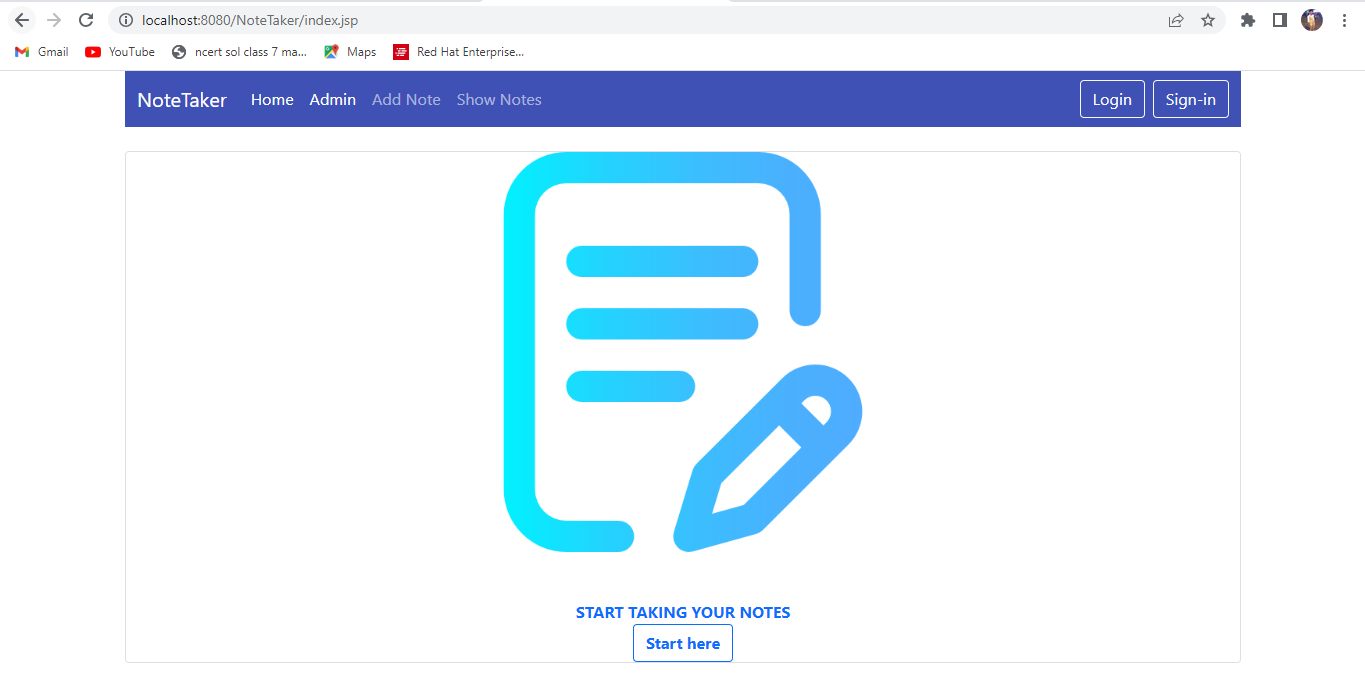 localhost:8080/NoteTaker/index.jsp
Gmail YouTube ncert sol class 7 ma... Maps Red Hat Enterprise...
NoteTaker Home Admin Add Note Show Notes Login Sign-in
START TAKING YOUR NOTES
Start here